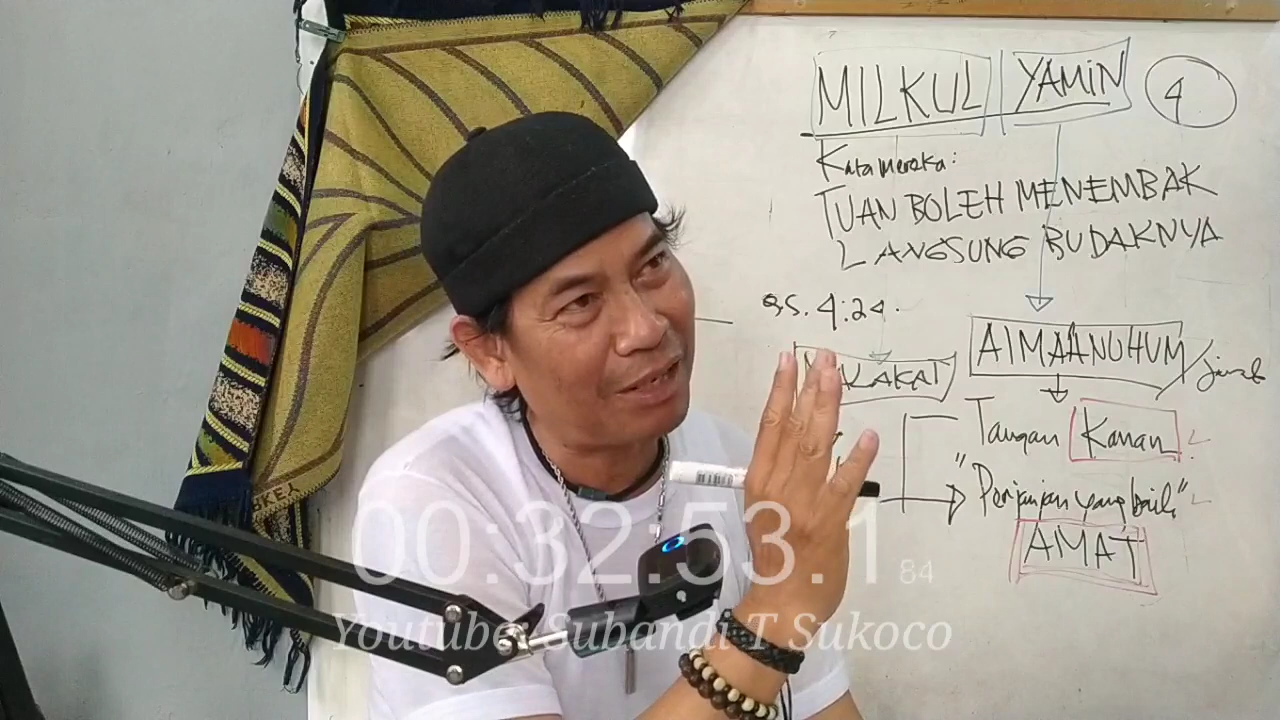 MILKUL YAMIN 4
Kata mereka:
TUAN BOLEH MENEMBAK
LANGSUNG BUDAKNYA
QS. 4:24.
AIMAANUHUM
Tangan Kanan
"Perjanjian yang baik"
AMAT
00:32.53.184
Youtube: Subandi T Sukoco